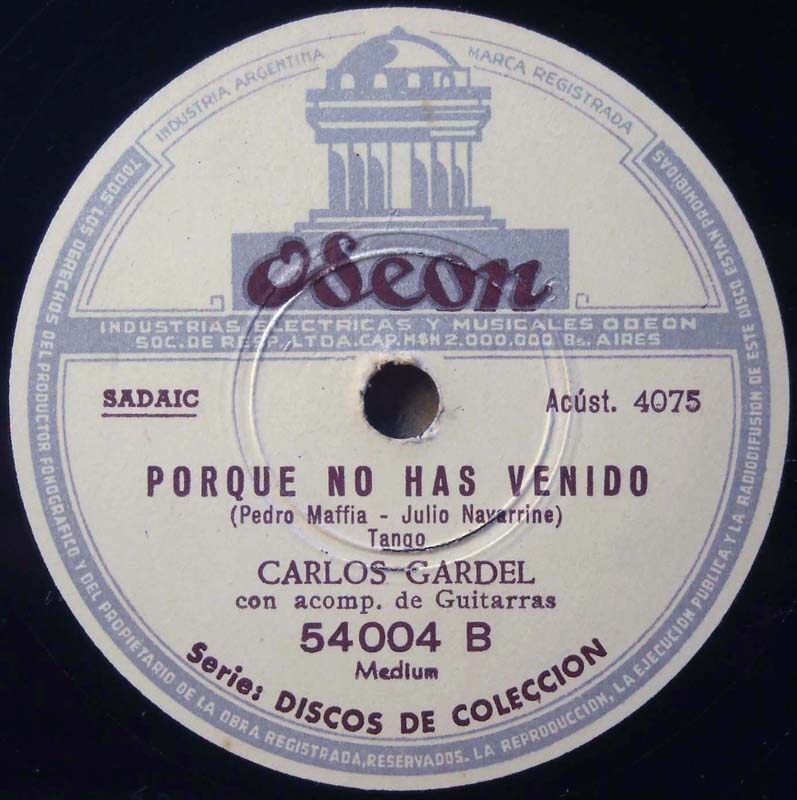 INDUSTRIA ARGENTINA
MARCA REGISTRADA
Odeon
INDUSTRIAS ELECTRICAS Y MUSICALES ODEON
SOC. DE RESP. LTDA. CAP. M$N 2.000.000 Bs. AIRES
SADAIC
Acúst. 4075
PORQUE NO HAS VENIDO
(Pedro Maffia - Julio Navarrine)
Tango
CARLOS GARDEL
con acomp. de Guitarras
54004 B
Medium
Serie: DISCOS DE COLECCION
TODOS LOS DERECHOS DEL PRODUCTOR FONOGRAFICO Y DEL PROPIETARIO DE LA OBRA REGISTRADA, RESERVADOS. LA REPRODUCCION, LA EJECUCION PUBLICA Y LA RADIODIFUSION DE ESTE DISCO ESTAN PROHIBIDAS